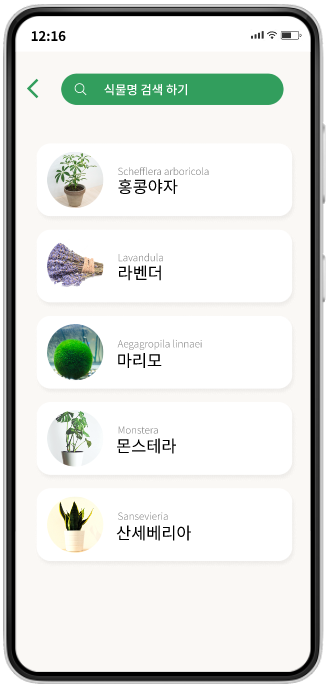 12:16
식물명 검색 하기
Schefflera arboricola
홍콩야자
Lavandula
라벤더
Aegagropila linnaei
마리모
Monstera
몬스테라
Sansevieria
산세베리아